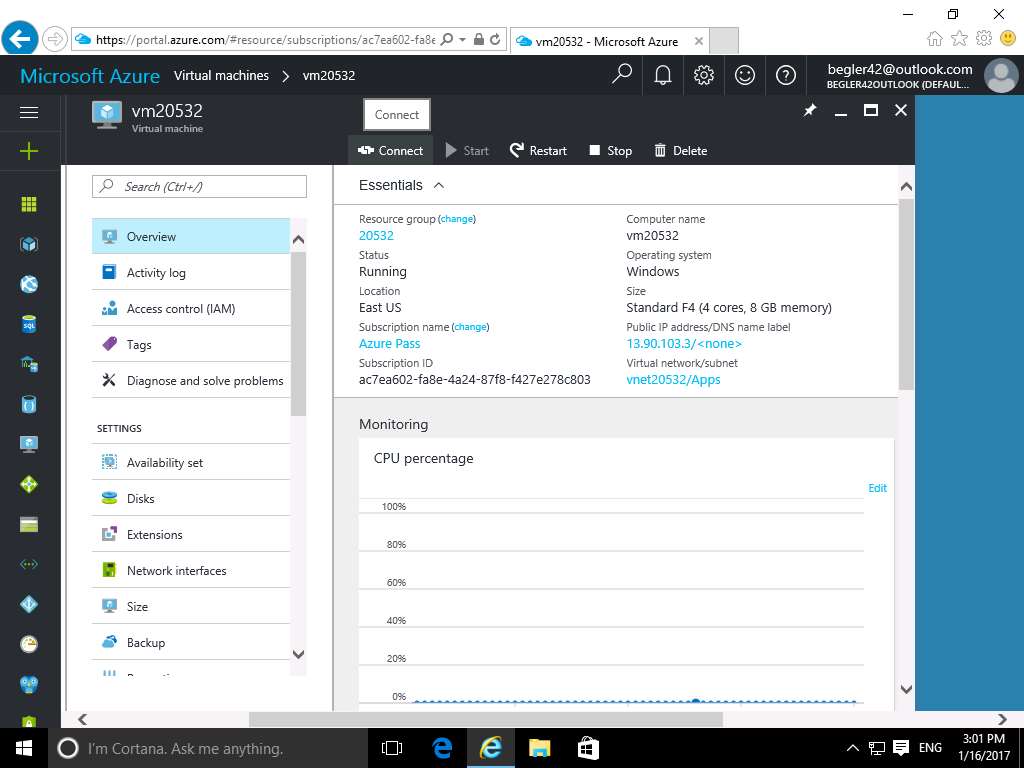 https://portal.azure.com/#resource/subscriptions/ac7ea602-fa8e
vm20532 - Microsoft Azure
Microsoft Azure
Virtual machines > vm20532
begler42@outlook.com
BEGLER42OUTLOOK (DEFAUL...
vm20532
Virtual machine
Connect
Connect
Start
Restart
Stop
Delete
Search (Ctrl+/)
Overview
Activity log
Access control (IAM)
Tags
Diagnose and solve problems
SETTINGS
Availability set
Disks
Extensions
Network interfaces
Size
Backup
Essentials
Resource group (change)
20532
Status
Running
Location
East US
Subscription name (change)
Azure Pass
Subscription ID
ac7ea602-fa8e-4a24-87f8-f427e278c803
Computer name
vm20532
Operating system
Windows
Size
Standard F4 (4 cores, 8 GB memory)
Public IP address/DNS name label
13.90.103.3/<none>
Virtual network/subnet
vnet20532/Apps
Monitoring
CPU percentage
Edit
100%
80%
60%
40%
20%
0%
I'm Cortana. Ask me anything.
ENG
3:01 PM
1/16/2017